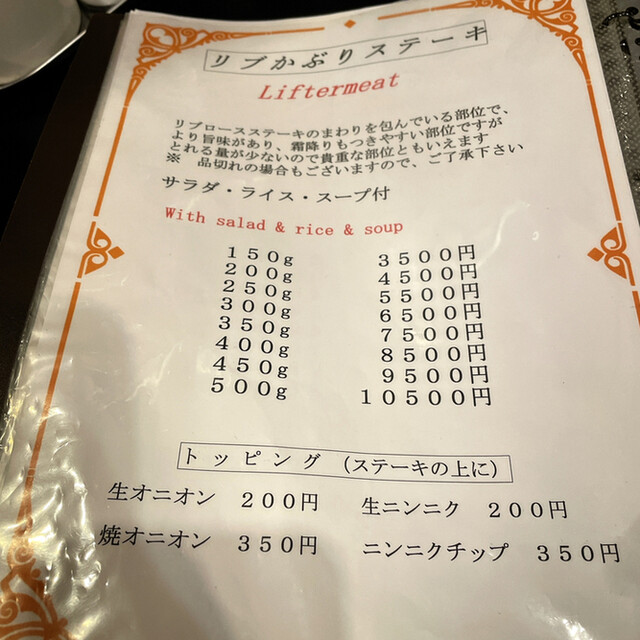 リブかぶりステーキ
Liftermeat
リブロースステーキのまわりを包んでいる部位で、
より旨味があり、霜降りもつきやすい部位ですが
とれる量が少ないので貴重な部位ともいえます
※　品切れの場合もございますので、ご了承下さい
サラダ・ライス・スープ付
With salad & rice & soup
１５０g　３５００円
２００g　４５００円
２５０g　５５００円
３００g　６５００円
３５０g　７５００円
４００g　８５００円
４５０g　９５００円
５００g　１０５００円
トッピング（ステーキの上に）
生オニオン　２００円　生ニンニク　２００円
焼オニオン　３５０円　ニンニクチップ　３５０円